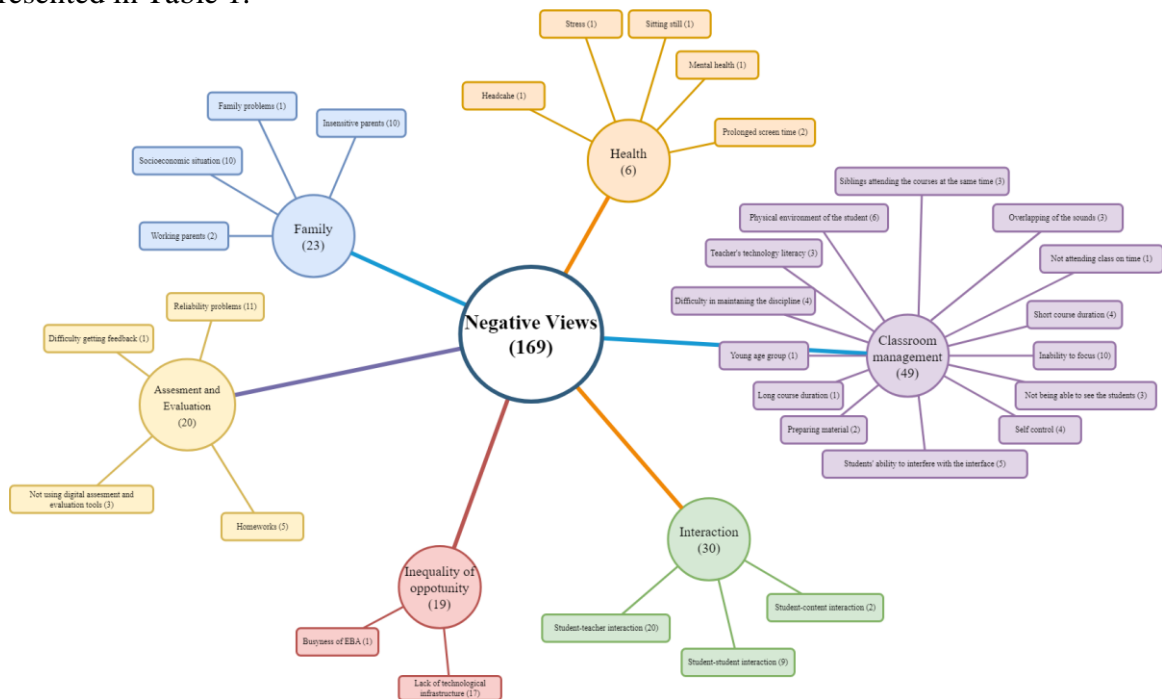 resented in Table 1.
Stress (1)
Sitting still (1)
Mental health (1)
Headcahe (1)
Prolonged screen time (2)
Health
(6)
Family problems (1)
Insensitive parents (10)
Socioeconomic situation (10)
Working parents (2)
Family
(23)
Siblings attending the courses at the same time (3)
Physical environment of the student (6)
Overlapping of the sounds (3)
Teacher's technology literacy (3)
Not attending class on time (1)
Difficulty in maintaning the discipline (4)
Short course duration (4)
Young age group (1)
Inability to focus (10)
Long course duration (1)
Not being able to see the students (3)
Preparing material (2)
Self control (4)
Students' ability to interfere with the interface (5)
Classroom
management
(49)
Negative Views
(169)
Reliability problems (11)
Difficulty getting feedback (1)
Assesment and
Evaluation
(20)
Not using digital assesment and
evaluation tools (3)
Homeworks (5)
Interaction
(30)
Student-content interaction (2)
Student-teacher interaction (20)
Student-student interaction (9)
Inequality of
oppotunity
(19)
Busyness of EBA (1)
Lack of technological
infrastructure (17)